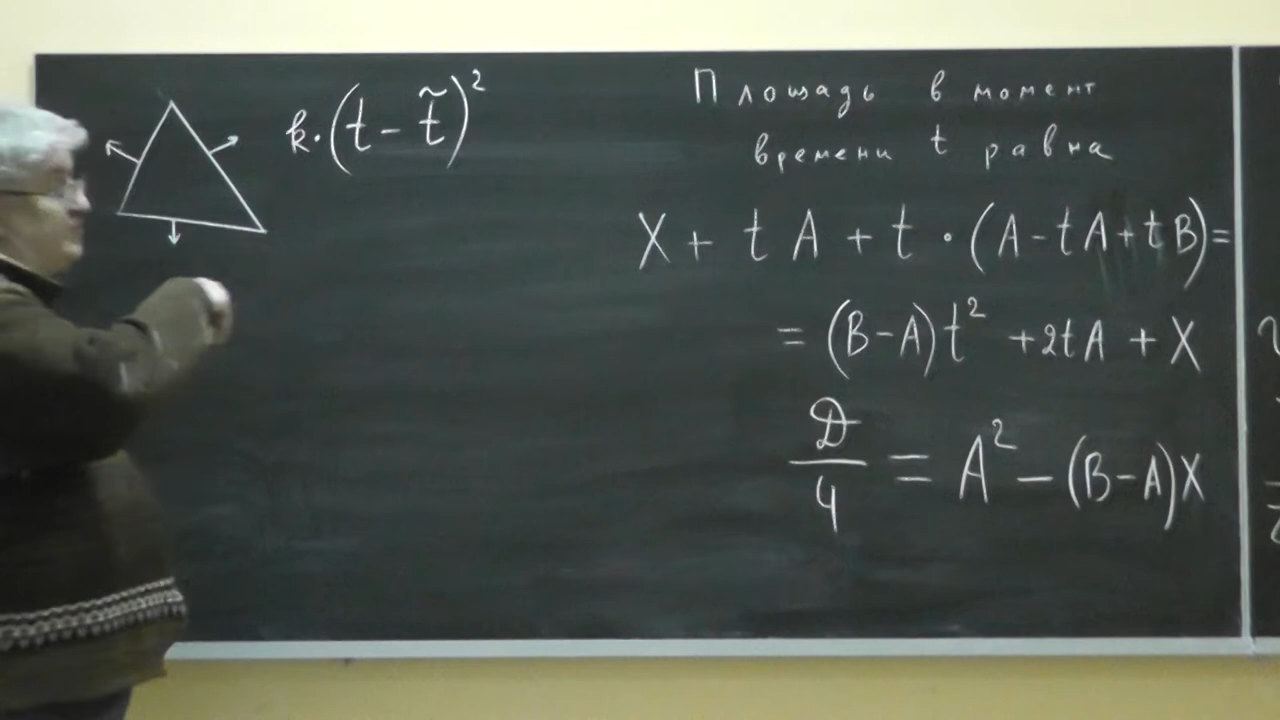 k·(t - t̃)²
Площадь в момент
времени t равна
X + tA + t·(A-tA+tB)=
= (B-A)t² + 2tA + X
D/4 = A² - (B-A)X